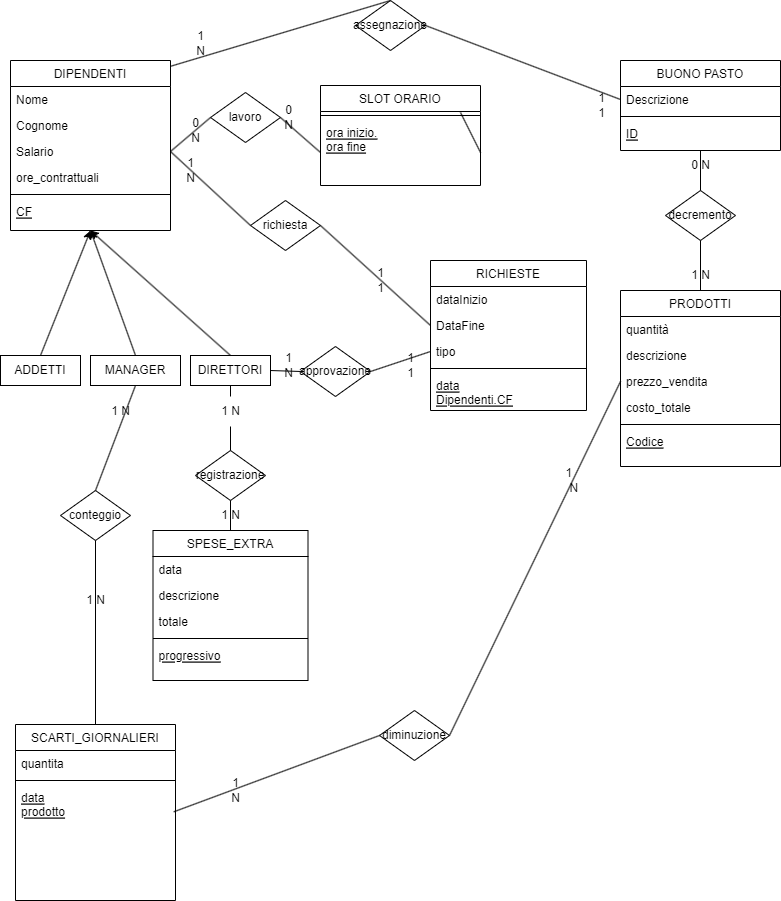 assegnazione
1
N
1
1
DIPENDENTI
Nome
Cognome
Salario
ore_contrattuali
CF
0
N
lavoro
0
N
SLOT ORARIO
ora inizio.
ora fine
BUONO PASTO
Descrizione
ID
1
N
richiesta
1
1
0 N
decremento
1 N
RICHIESTE
dataInizio
DataFine
tipo
data
Dipendenti.CF
PRODOTTI
quantità
descrizione
prezzo_vendita
costo_totale
Codice
ADDETTI
MANAGER
DIRETTORI
1
N
approvazione
1
1
1 N
1 N
registrazione
1 N
conteggio
1 N
SPESE_EXTRA
data
descrizione
totale
progressivo
1
N
diminuzione
1
N
SCARTI_GIORNALIERI
quantita
data
prodotto